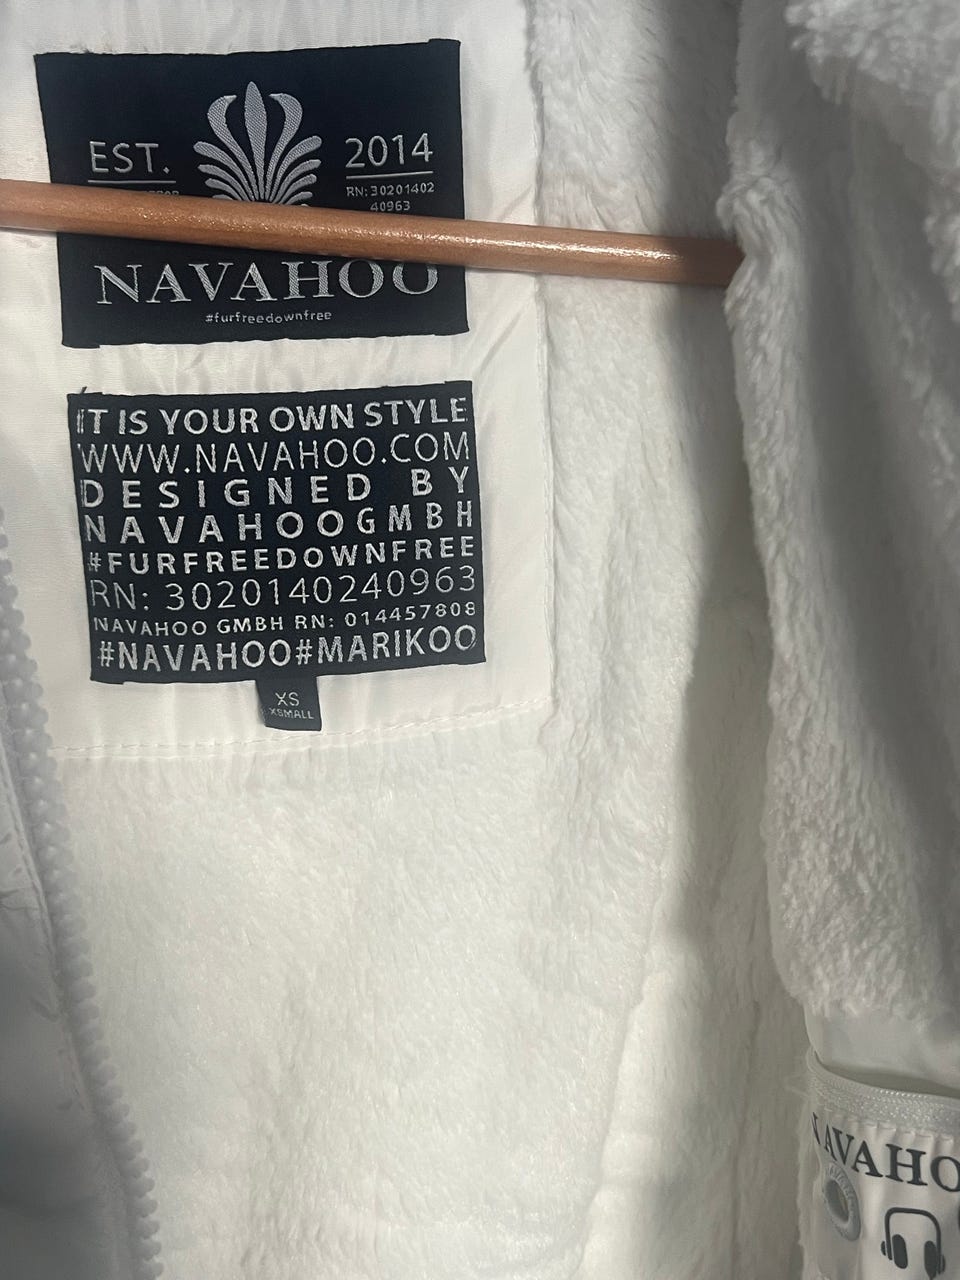 EST.
2014
RN: 30201402
40963
NAVAHOO
#furfreedownfree
IT IS YOUR OWN STYLE
WWW.NAVAHOO.COM
DESIGNED BY
NAVAHOOGMBH
#FURFREEDOWNFREE
RN: 3020140240963
NAVAHOO GMBH RN: 014457808
#NAVAHOO#MARIKOO
XS
XSMALL
NAVAHO